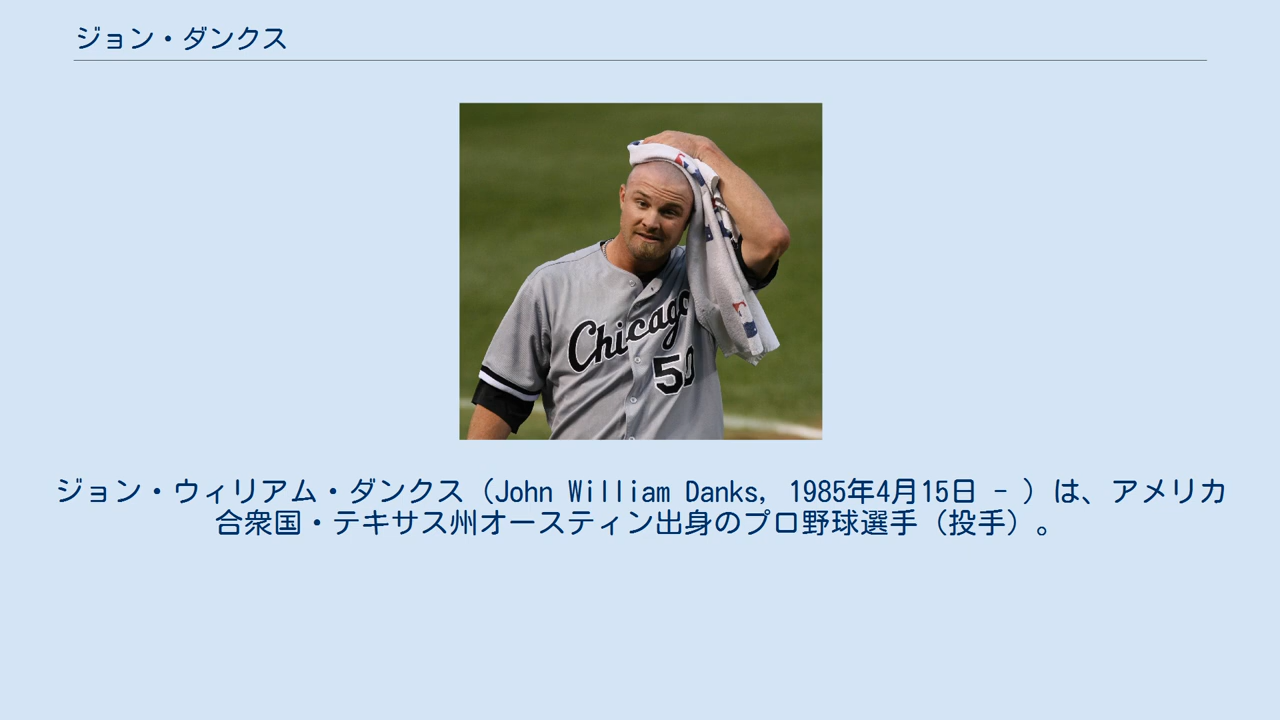 ジョン・ダンクス
Chicago
50
ジョン・ウィリアム・ダンクス（John William Danks, 1985年4月15日 - ）は、アメリカ
合衆国・テキサス州オースティン出身のプロ野球選手（投手）。